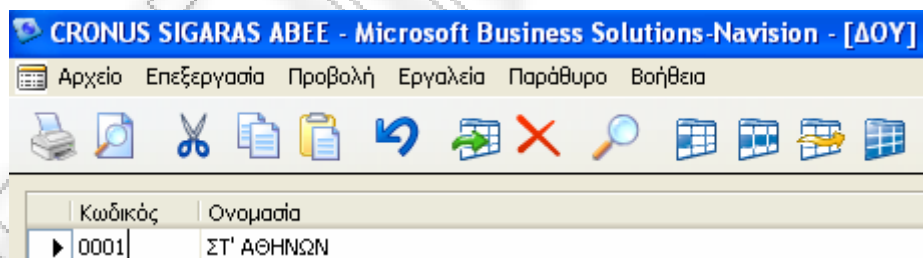 CRONUS SIGARAS ABEE - Microsoft Business Solutions-Navision - [ΔΟΥ]
Αρχείο Επεξεργασία Προβολή Εργαλεία Παράθυρο Βοήθεια
Κωδικός Ονομασία
0001 ΣΤ' ΑΘΗΝΩΝ